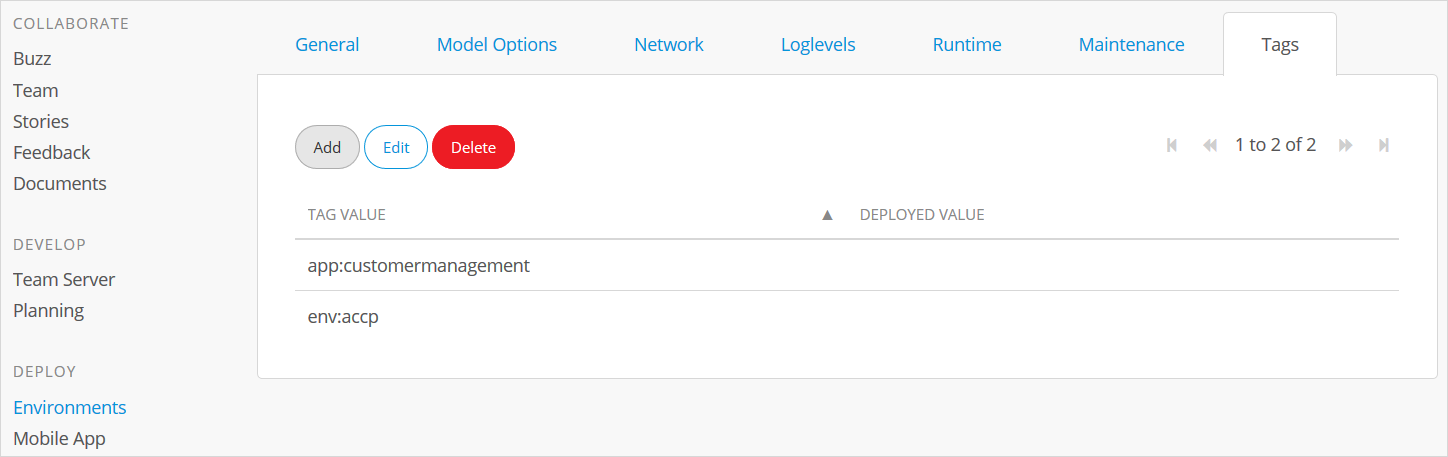 COLLABORATE
Buzz
Team
Stories
Feedback
Documents
DEVELOP
Team Server
Planning
DEPLOY
Environments
Mobile App
General Model Options Network Loglevels Runtime Maintenance Tags
Add Edit Delete 1 to 2 of 2
TAG VALUE DEPLOYED VALUE
app:customermanagement
env:accp